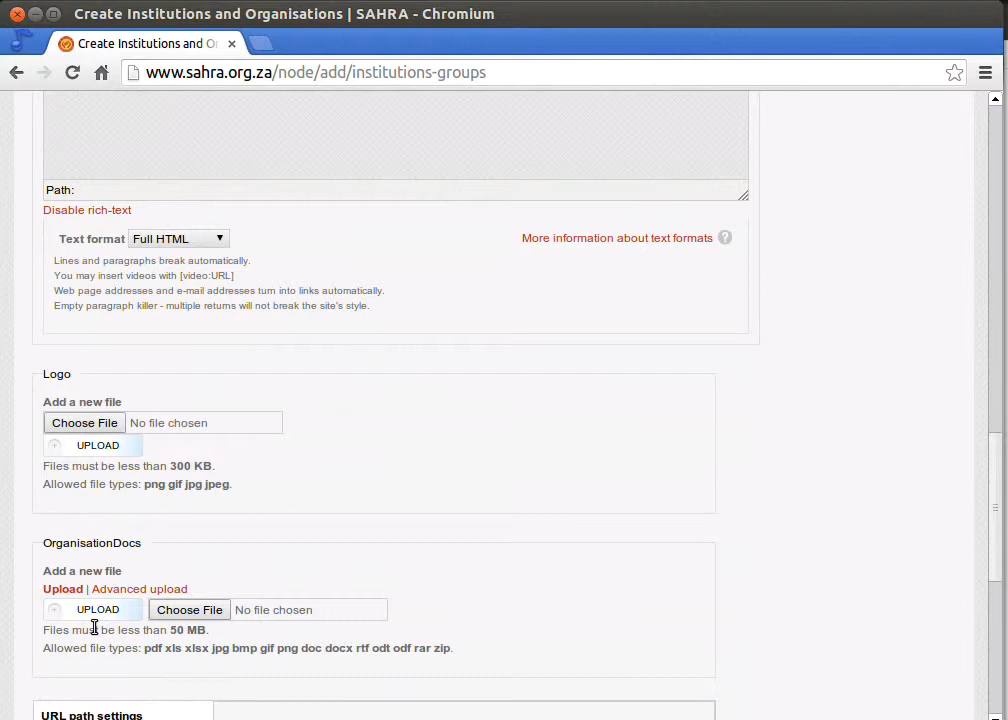 Create Institutions and Organisations | SAHRA - Chromium
Create Institutions and Or
www.sahra.org.za/node/add/institutions-groups
Path:
Disable rich-text
Text format Full HTML
More information about text formats ?
Lines and paragraphs break automatically.
You may insert videos with [video:URL]
Web page addresses and e-mail addresses turn into links automatically.
Empty paragraph killer - multiple returns will not break the site's style.
Logo
Add a new file
Choose File No file chosen
UPLOAD
Files must be less than 300 KB.
Allowed file types: png gif jpg jpeg.
OrganisationDocs
Add a new file
Upload | Advanced upload
UPLOAD Choose File No file chosen
Files must be less than 50 MB.
Allowed file types: pdf xls xlsx jpg bmp gif png doc docx rtf odt odf rar zip.
URL path settings